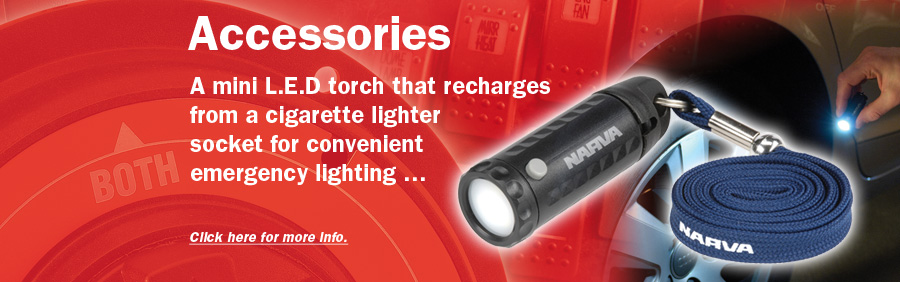 Accessories
A mini L.E.D torch that recharges
from a cigarette lighter
socket for convenient
emergency lighting ...
Click here for more info.
BOTH
NARVA
NARVA
FAN